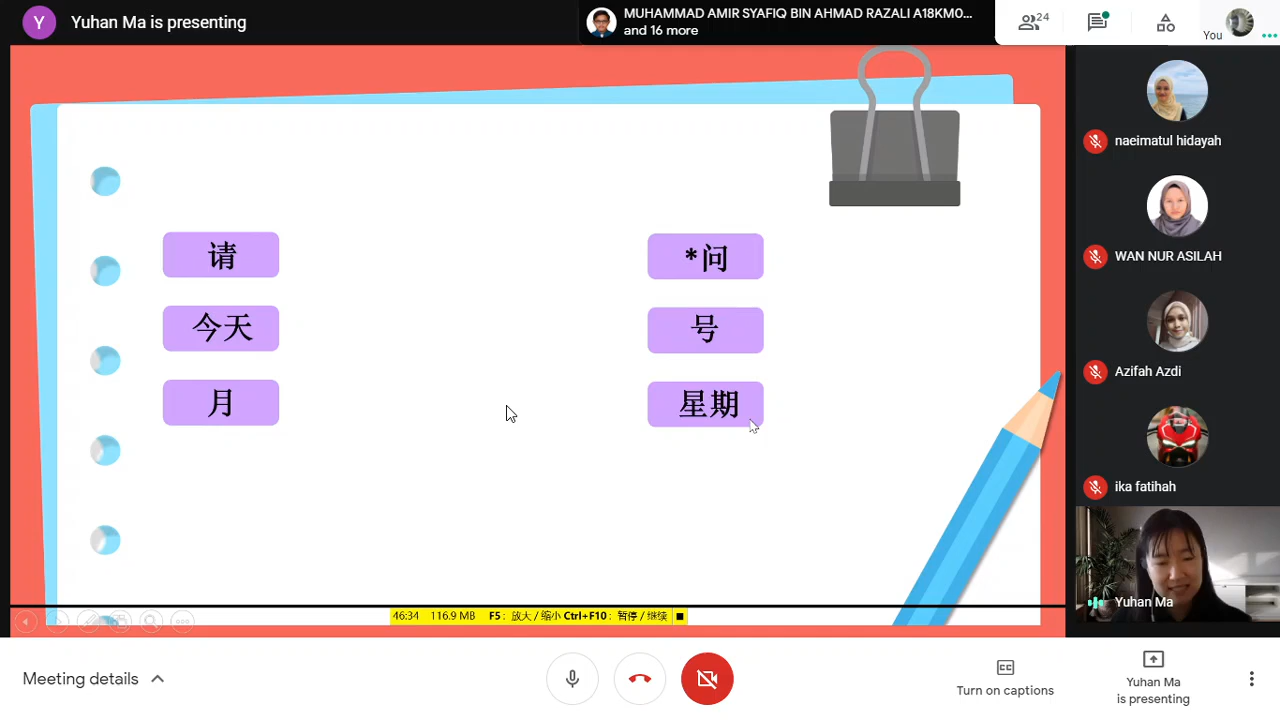 Y
Yuhan Ma is presenting
MUHAMMAD AMIR SYAFIQ BIN AHMAD RAZALI A18KM0...
and 16 more
24
You
naeimatul hidayah
WAN NUR ASILAH
Azifah Azdi
ika fatihah
Yuhan Ma
请
*问
今天
号
月
星期
46:34 116.9 MB F5: 放大 / 缩小 Ctrl+F10: 暂停 / 继续
Meeting details
CC
Turn on captions
Yuhan Ma
is presenting